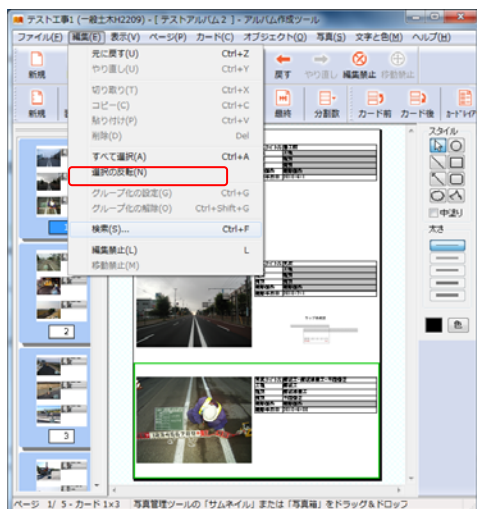 テスト工事1 (一般土木H2209) - [ テストアルバム2 ] - アルバム作成ツール
ファイル(F) 編集(E) 表示(V) ページ(P) カード(C) オブジェクト(O) 写真(S) 文字と色(M) ヘルプ(H)
新規 戻す やり直し 編集禁止 移動禁止
新規 最終 分割数 カード前 カード後
元に戻す(U) Ctrl+Z
やり直し(U) Ctrl+Y
切り取り(T) Ctrl+X
コピー(C) Ctrl+C
貼り付け(P) Ctrl+V
削除(D) Del
すべて選択(A) Ctrl+A
選択の反転(N)
グループ化の設定(G) Ctrl+G
グループ化の解除(O) Ctrl+Shift+G
検索(S)... Ctrl+F
編集禁止(L) L
移動禁止(M)
スタイル
中塗り
太さ
色
1
2
3
ページ 1/ 5 - カード 1×3 写真管理ツールの「サムネイル」または「写真箱」をドラッグ&ドロップ